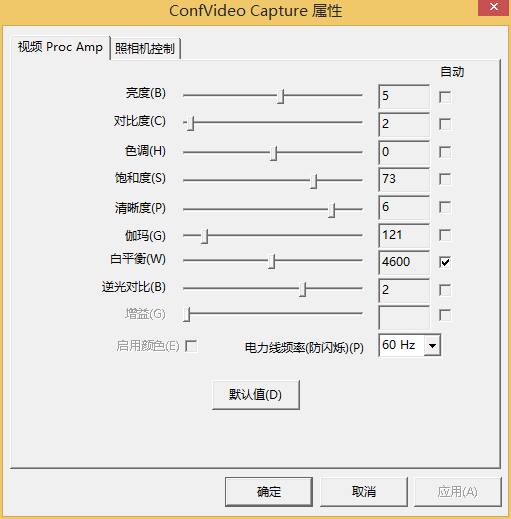 ConfVideo Capture 属性
视频 Proc Amp 照相机控制
自动
亮度(B) 5
对比度(C) 2
色调(H) 0
饱和度(S) 73
清晰度(P) 6
伽玛(G) 121
白平衡(W) 4600
逆光对比(B) 2
增益(G)
启用颜色(E) 电力线频率(防闪烁)(P) 60 Hz
默认值(D)
确定 取消 应用(A)